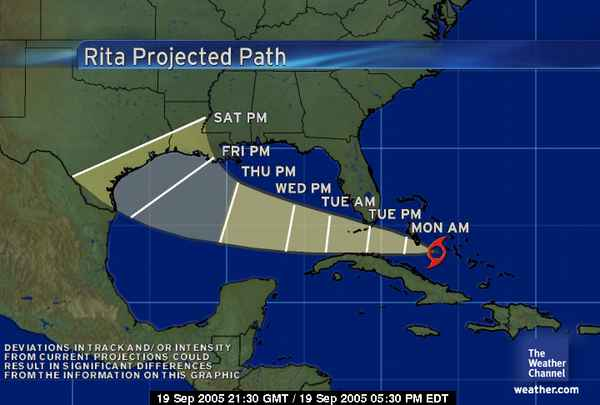 Rita Projected Path
SAT PM
FRI PM
THU PM
WED PM
TUE AM
TUE PM
MON AM
DEVIATIONS IN TRACK AND/OR INTENSITY
FROM CURRENT PROJECTIONS COULD
RESULT IN SIGNIFICANT DIFFERENCES
FROM THE INFORMATION ON THIS GRAPHIC
The
Weather
Channel
weather.com
19 Sep 2005 21:30 GMT / 19 Sep 2005 05:30 PM EDT